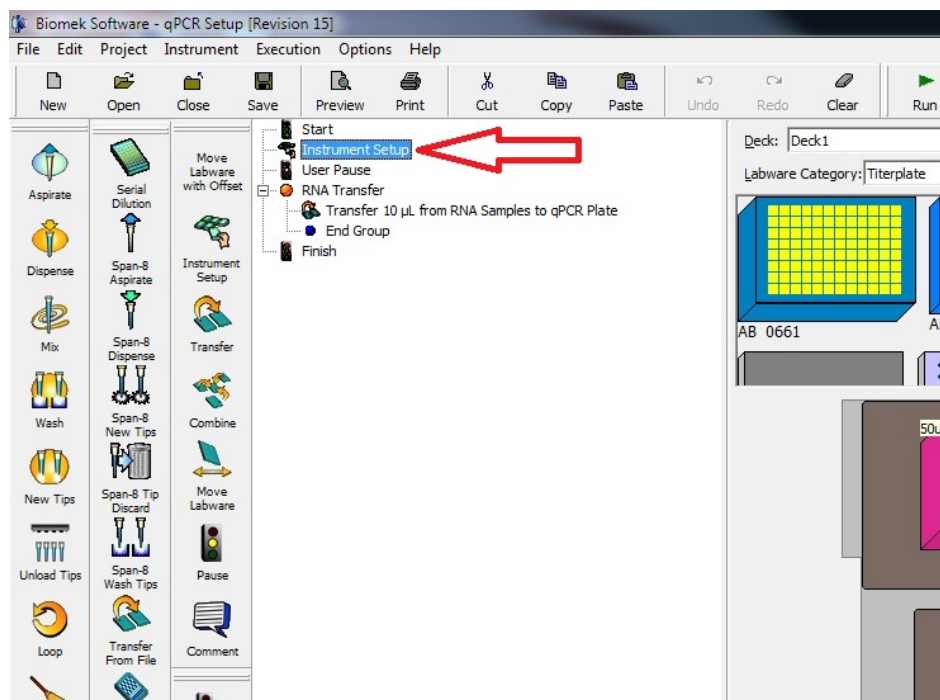 Biomek Software - qPCR Setup [Revision 15]
File Edit Project Instrument Execution Options Help
New Open Close Save Preview Print Cut Copy Paste Undo Redo Clear Run
Aspirate
Dispense
Mix
Wash
New Tips
Unload Tips
Loop
Serial
Dilution
Span-8
Aspirate
Span-8
Dispense
Span-8
New Tips
Span-8 Tip
Discard
Span-8
Wash Tips
Transfer
From File
Move
Labware
with Offset
Instrument
Setup
Transfer
Combine
Move
Labware
Pause
Comment
Start
Instrument Setup
User Pause
RNA Transfer
Transfer 10 µL from RNA Samples to qPCR Plate
End Group
Finish
Deck: Deck1
Labware Category: Titerplate
AB 0661